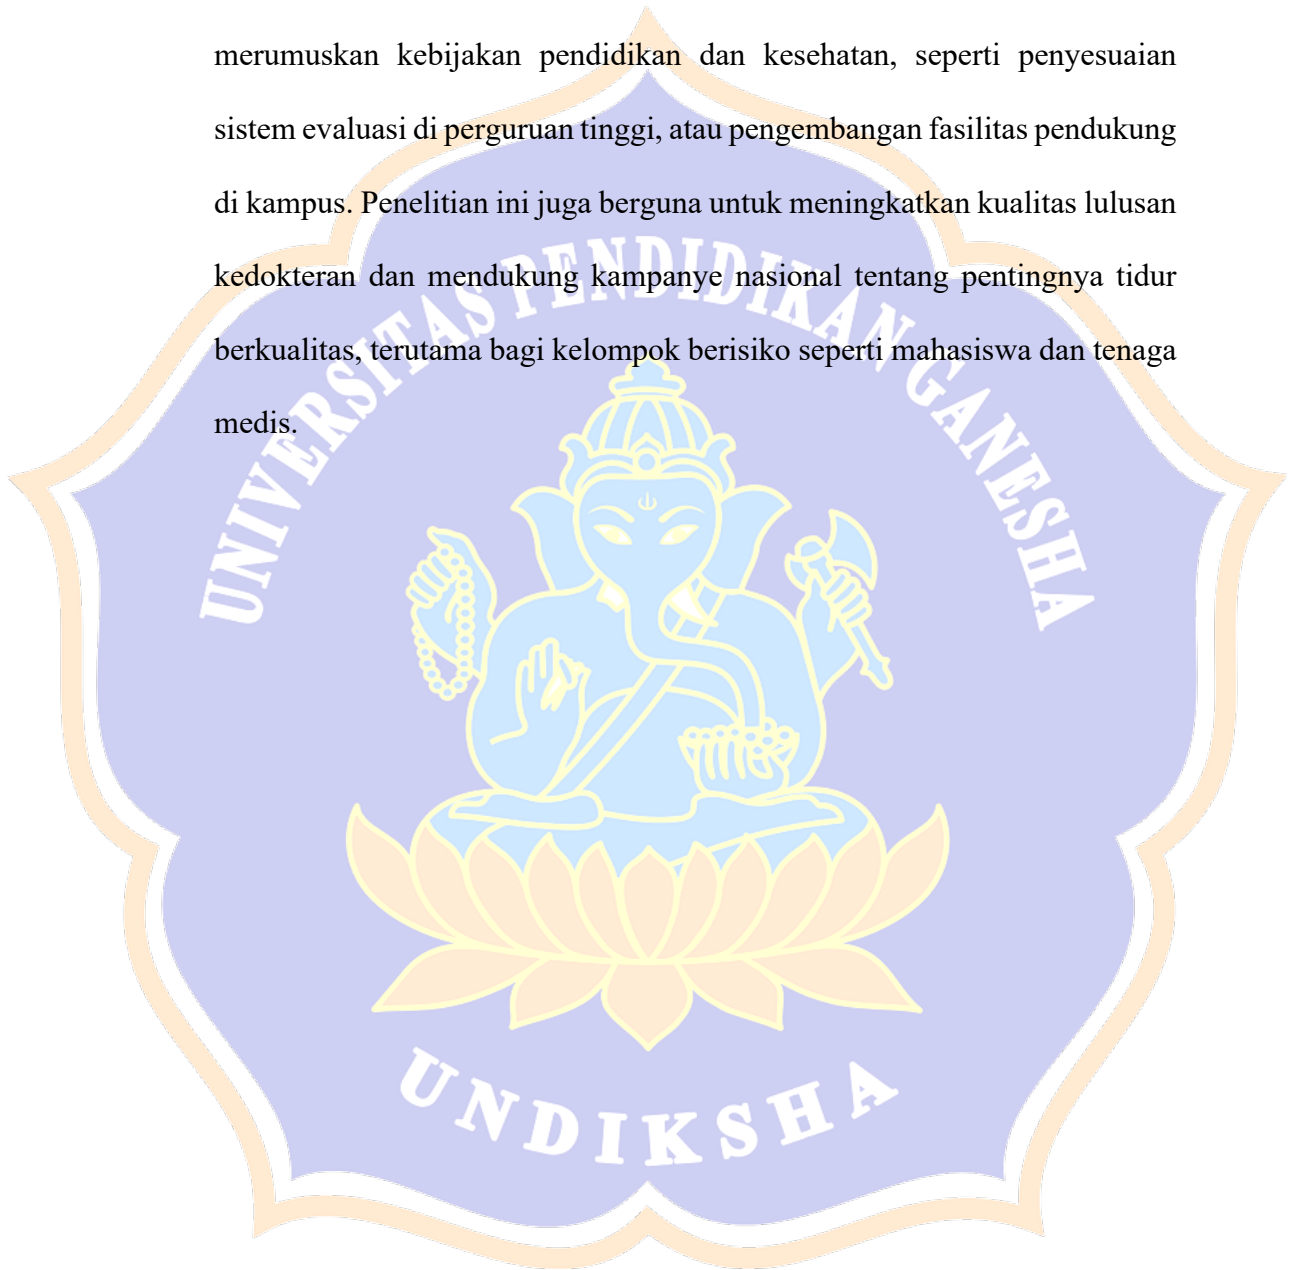 merumuskan kebijakan pendidikan dan kesehatan, seperti penyesuaian
sistem evaluasi di perguruan tinggi, atau pengembangan fasilitas pendukung
di kampus. Penelitian ini juga berguna untuk meningkatkan kualitas lulusan
kedokteran dan mendukung kampanye nasional tentang pentingnya tidur
berkualitas, terutama bagi kelompok berisiko seperti mahasiswa dan tenaga
medis.
UNIVERSITAS PENDIDIKAN GANESHA
UNDIKSHA